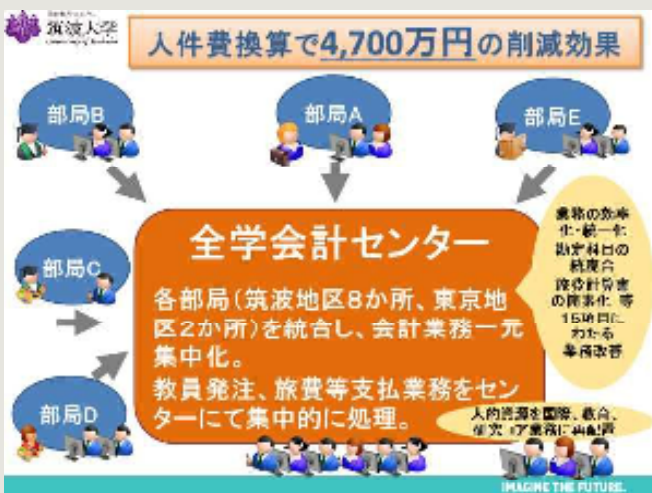 筑波大学
人件費換算で4,700万円の削減効果
部局B
部局A
部局E
部局C
部局D
全学会計センター
各部局(筑波地区8か所、東京地
区2か所)を統合し、会計業務一元
集中化。
教員発注、旅費等支払業務をセン
ターにて集中的に処理。
業務の効率
化・統一化
勘定科目の
統廃合
旅費計算書
の簡素化 等
15項目に
わたる
業務改善
人的資源を国際、教育、
研究コア業務に再配置
IMAGINE THE FUTURE.